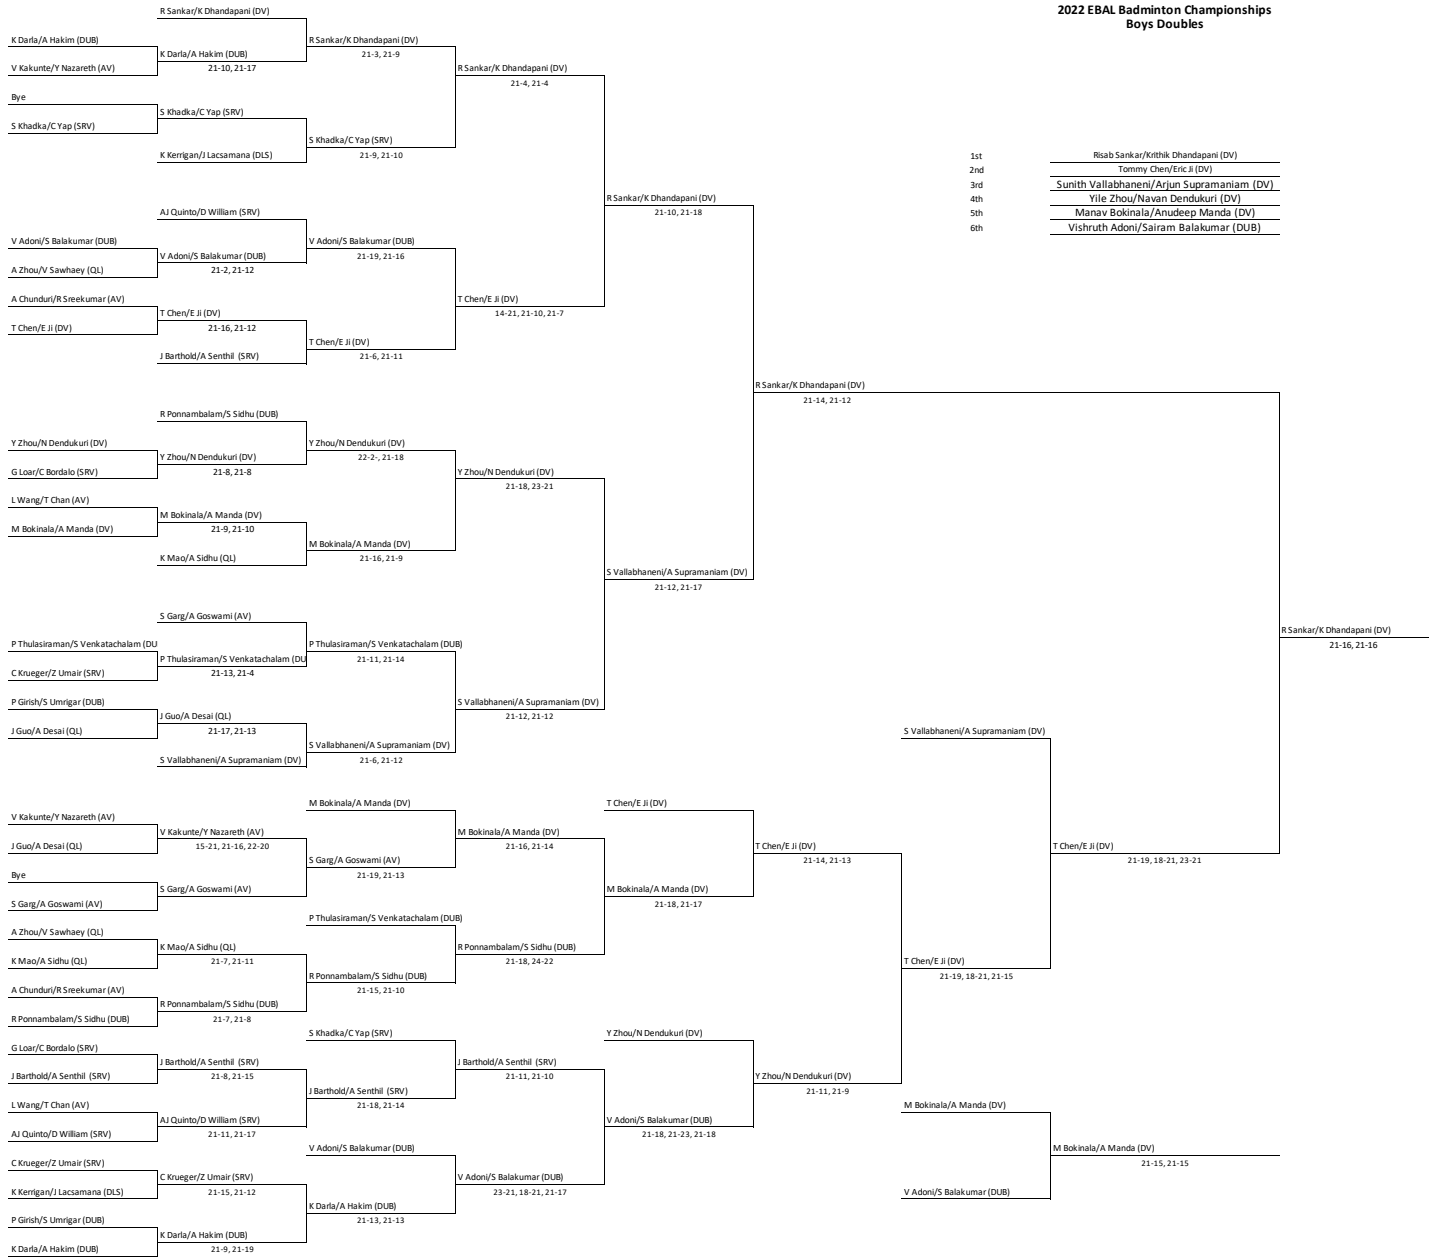 2022 EBAL Badminton Championships
Boys Doubles
R Sankar/K Dhandapani (DV)
K Darla/A Hakim (DUB)
R Sankar/K Dhandapani (DV)
K Darla/A Hakim (DUB)
21-3, 21-9
V Kakunte/Y Nazareth (AV)
21-10, 21-17
R Sankar/K Dhandapani (DV)
21-4, 21-4
Bye
S Khadka/C Yap (SRV)
S Khadka/C Yap (SRV)
S Khadka/C Yap (SRV)
K Kerrigan/J Lacsamana (DLS)
21-9, 21-10
1st Risab Sankar/Krithik Dhandapani (DV)
2nd Tommy Chen/Eric Ji (DV)
3rd Sunith Vallabhaneni/Arjun Supramaniam (DV)
4th Yile Zhou/Navan Dendukuri (DV)
5th Manav Bokinala/Anudeep Manda (DV)
6th Vishruth Adoni/Sairam Balakumar (DUB)
R Sankar/K Dhandapani (DV)
21-10, 21-18
AJ Quinto/D William (SRV)
V Adoni/S Balakumar (DUB)
V Adoni/S Balakumar (DUB)
V Adoni/S Balakumar (DUB)
21-19, 21-16
A Zhou/V Sawhaey (QL)
21-2, 21-12
A Chunduri/R Sreekumar (AV)
T Chen/E Ji (DV)
T Chen/E Ji (DV)
14-21, 21-10, 21-7
T Chen/E Ji (DV)
21-16, 21-12
T Chen/E Ji (DV)
J Barthold/A Senthil (SRV)
21-6, 21-11
R Sankar/K Dhandapani (DV)
21-14, 21-12
R Ponnambalam/S Sidhu (DUB)
Y Zhou/N Dendukuri (DV)
Y Zhou/N Dendukuri (DV)
Y Zhou/N Dendukuri (DV)
22-2-, 21-18
G Loar/C Bordalo (SRV)
21-8, 21-8
Y Zhou/N Dendukuri (DV)
21-18, 23-21
L Wang/T Chan (AV)
M Bokinala/A Manda (DV)
M Bokinala/A Manda (DV)
21-9, 21-10
M Bokinala/A Manda (DV)
K Mao/A Sidhu (QL)
21-16, 21-9
S Vallabhaneni/A Supramaniam (DV)
21-12, 21-17
S Garg/A Goswami (AV)
R Sankar/K Dhandapani (DV)
21-16, 21-16
P Thulasiraman/S Venkatachalam (DU
P Thulasiraman/S Venkatachalam (DUB)
P Thulasiraman/S Venkatachalam (DU
21-11, 21-14
C Krueger/Z Umair (SRV)
21-13, 21-4
P Girish/S Umrigar (DUB)
S Vallabhaneni/A Supramaniam (DV)
J Guo/A Desai (QL)
21-12, 21-12
J Guo/A Desai (QL)
21-17, 21-13
S Vallabhaneni/A Supramaniam (DV)
S Vallabhaneni/A Supramaniam (DV)
S Vallabhaneni/A Supramaniam (DV)
21-6, 21-12
M Bokinala/A Manda (DV)
T Chen/E Ji (DV)
V Kakunte/Y Nazareth (AV)
V Kakunte/Y Nazareth (AV)
M Bokinala/A Manda (DV)
J Guo/A Desai (QL)
15-21, 21-16, 22-20
21-16, 21-14
T Chen/E Ji (DV)
21-14, 21-13
T Chen/E Ji (DV)
21-19, 18-21, 23-21
S Garg/A Goswami (AV)
Bye
21-19, 21-13
S Garg/A Goswami (AV)
M Bokinala/A Manda (DV)
S Garg/A Goswami (AV)
21-18, 21-17
P Thulasiraman/S Venkatachalam (DUB)
A Zhou/V Sawhaey (QL)
K Mao/A Sidhu (QL)
R Ponnambalam/S Sidhu (DUB)
K Mao/A Sidhu (QL)
21-7, 21-11
21-18, 24-22
T Chen/E Ji (DV)
21-19, 18-21, 21-15
R Ponnambalam/S Sidhu (DUB)
A Chunduri/R Sreekumar (AV)
21-15, 21-10
R Ponnambalam/S Sidhu (DUB)
R Ponnambalam/S Sidhu (DUB)
21-7, 21-8
S Khadka/C Yap (SRV)
Y Zhou/N Dendukuri (DV)
G Loar/C Bordalo (SRV)
J Barthold/A Senthil (SRV)
J Barthold/A Senthil (SRV)
J Barthold/A Senthil (SRV)
21-8, 21-15
21-11, 21-10
Y Zhou/N Dendukuri (DV)
21-11, 21-9
J Barthold/A Senthil (SRV)
L Wang/T Chan (AV)
21-18, 21-14
M Bokinala/A Manda (DV)
AJ Quinto/D William (SRV)
V Adoni/S Balakumar (DUB)
AJ Quinto/D William (SRV)
21-11, 21-17
21-18, 21-23, 21-18
V Adoni/S Balakumar (DUB)
M Bokinala/A Manda (DV)
21-15, 21-15
C Krueger/Z Umair (SRV)
C Krueger/Z Umair (SRV)
V Adoni/S Balakumar (DUB)
K Kerrigan/J Lacsamana (DLS)
21-15, 21-12
23-21, 18-21, 21-17
V Adoni/S Balakumar (DUB)
K Darla/A Hakim (DUB)
P Girish/S Umrigar (DUB)
21-13, 21-13
K Darla/A Hakim (DUB)
K Darla/A Hakim (DUB)
21-9, 21-19